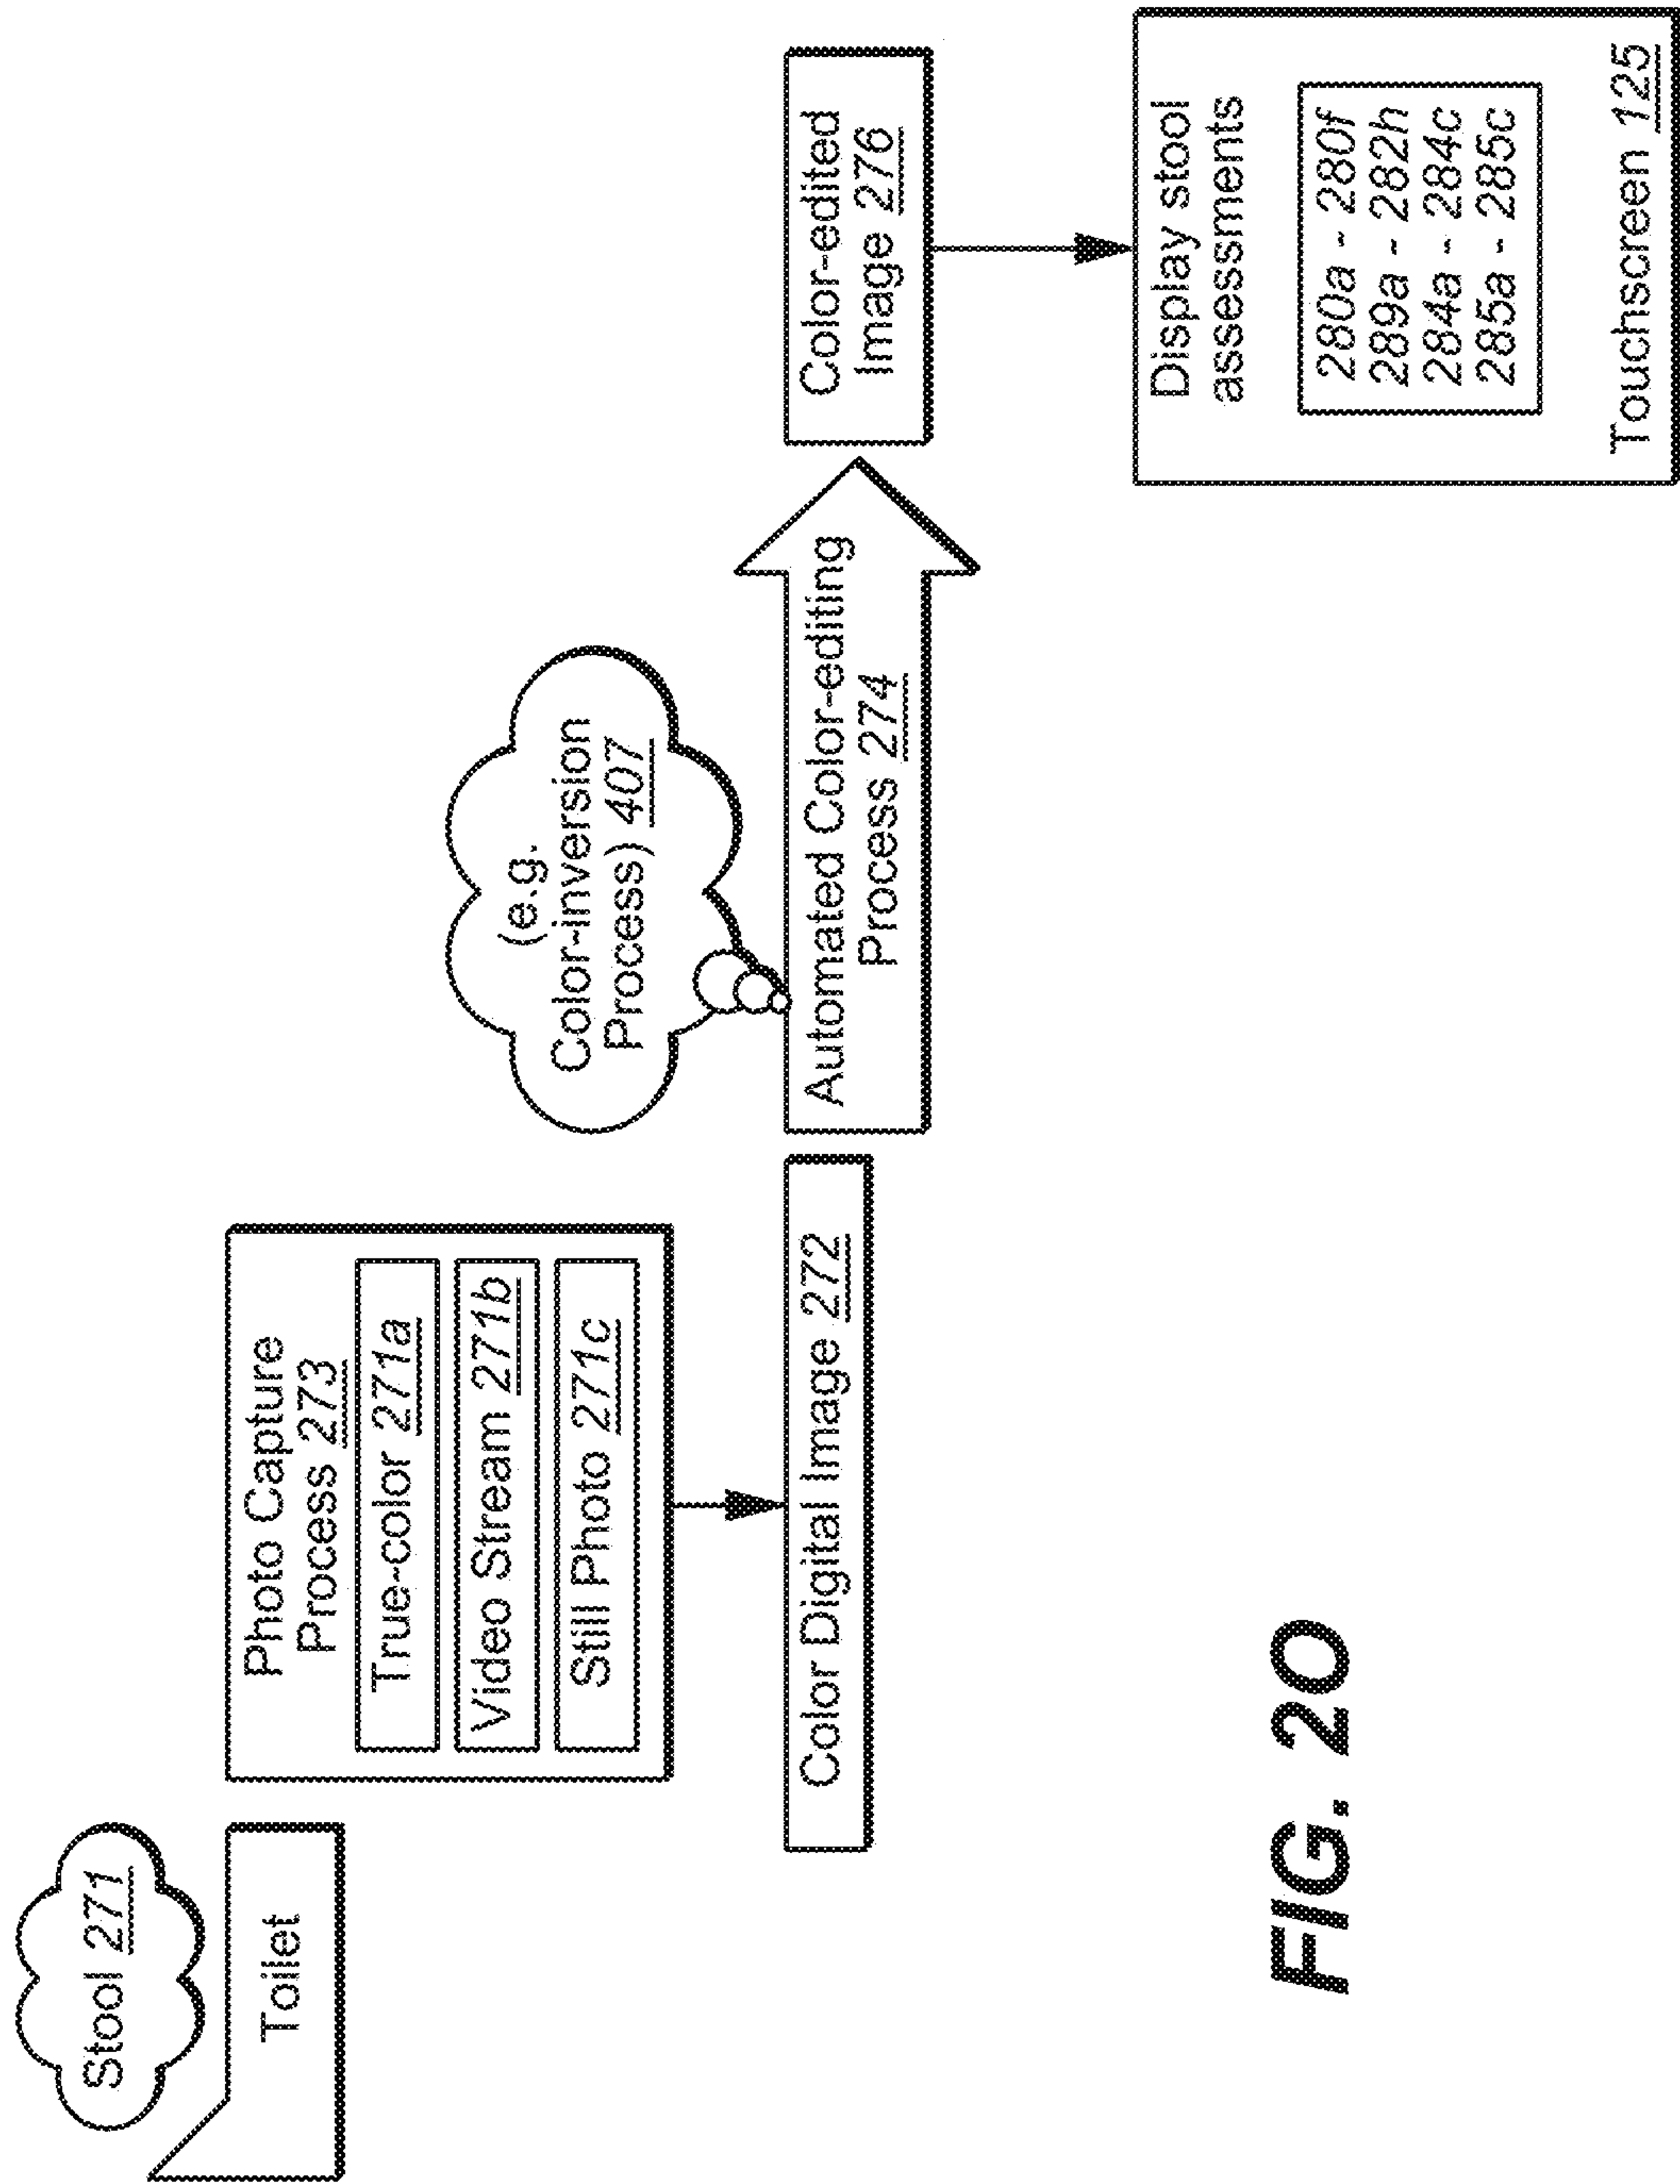 Stool 271
Toilet
Photo Capture
Process 273
True-color 271a
Video Stream 271b
Still Photo 271c
Color Digital Image 272
(e.g.
Color-inversion
Process) 407
Automated Color-editing
Process 274
Color-edited
Image 276
Display stool
assessments
280a - 280f
289a - 282h
284a - 284c
285a - 285c
Touchscreen 125
FIG. 2O